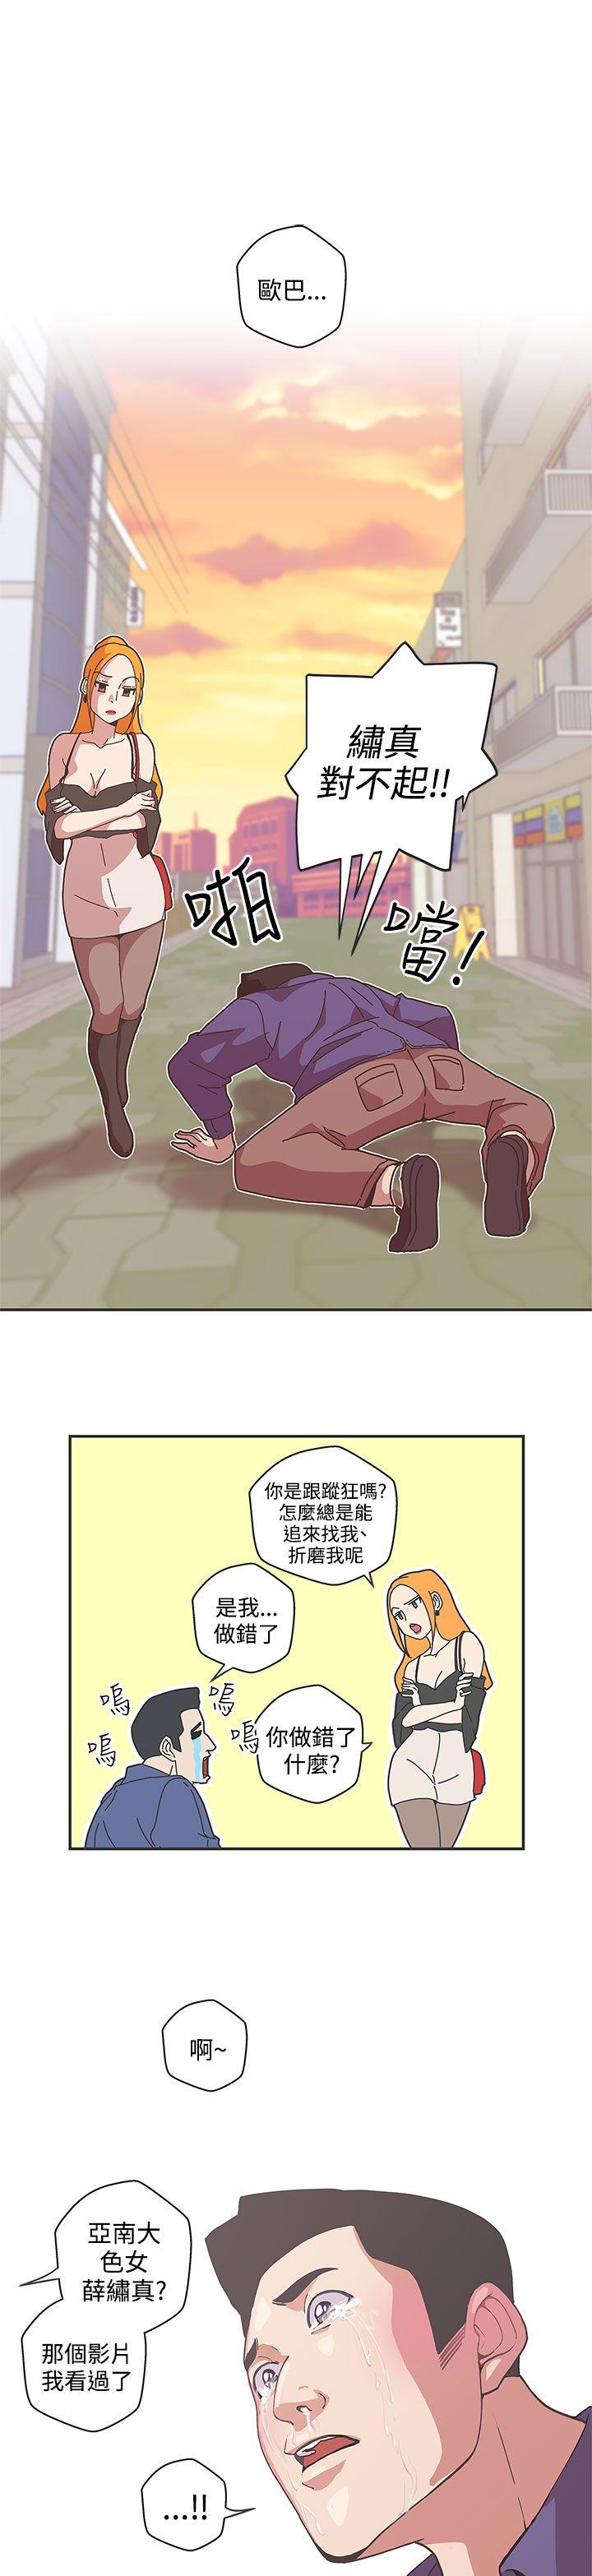 歐巴...
繡真
對不起!!
啪
噹!
你是跟蹤狂嗎?
怎麼總是能
追來找我、
折磨我呢
是我...
做錯了
嗚
嗚
嗚
嗚
你做錯了
什麼?
啊~
亞南大
色女
薛繡真?
那個影片
我看過了
...!!